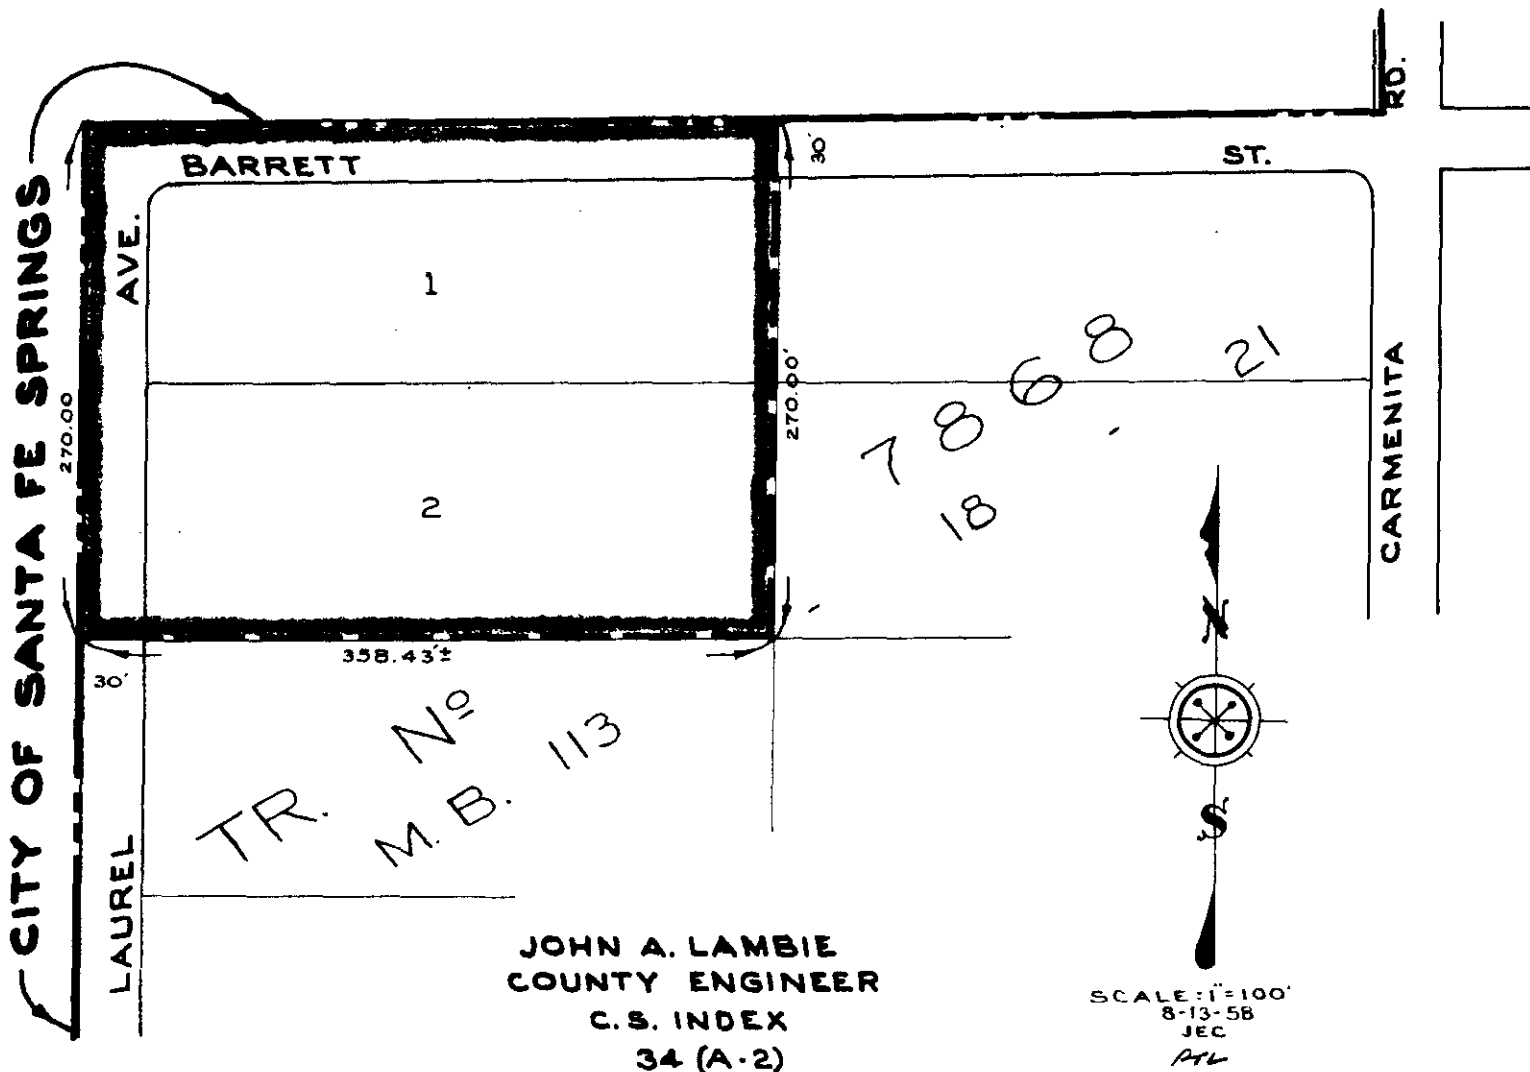 CITY OF SANTA FE SPRINGS
BARRETT
ST.
RD.
30'
AVE.
1
270.00
270.00'
2
7868
21
18
CARMENITA
N
358.43'±
30'
TR. Nº
M. B. 113
S
LAUREL
JOHN A. LAMBIE
COUNTY ENGINEER
C. S. INDEX
34 (A-2)
SCALE: 1"=100'
8-13-58
JEC